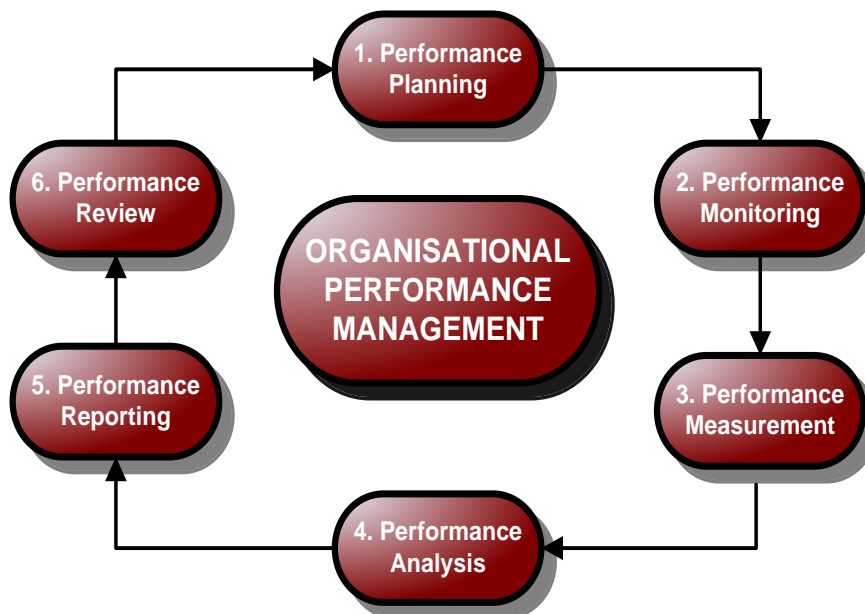 1. Performance
Planning
2. Performance
Monitoring
3. Performance
Measurement
4. Performance
Analysis
5. Performance
Reporting
6. Performance
Review
ORGANISATIONAL
PERFORMANCE
MANAGEMENT